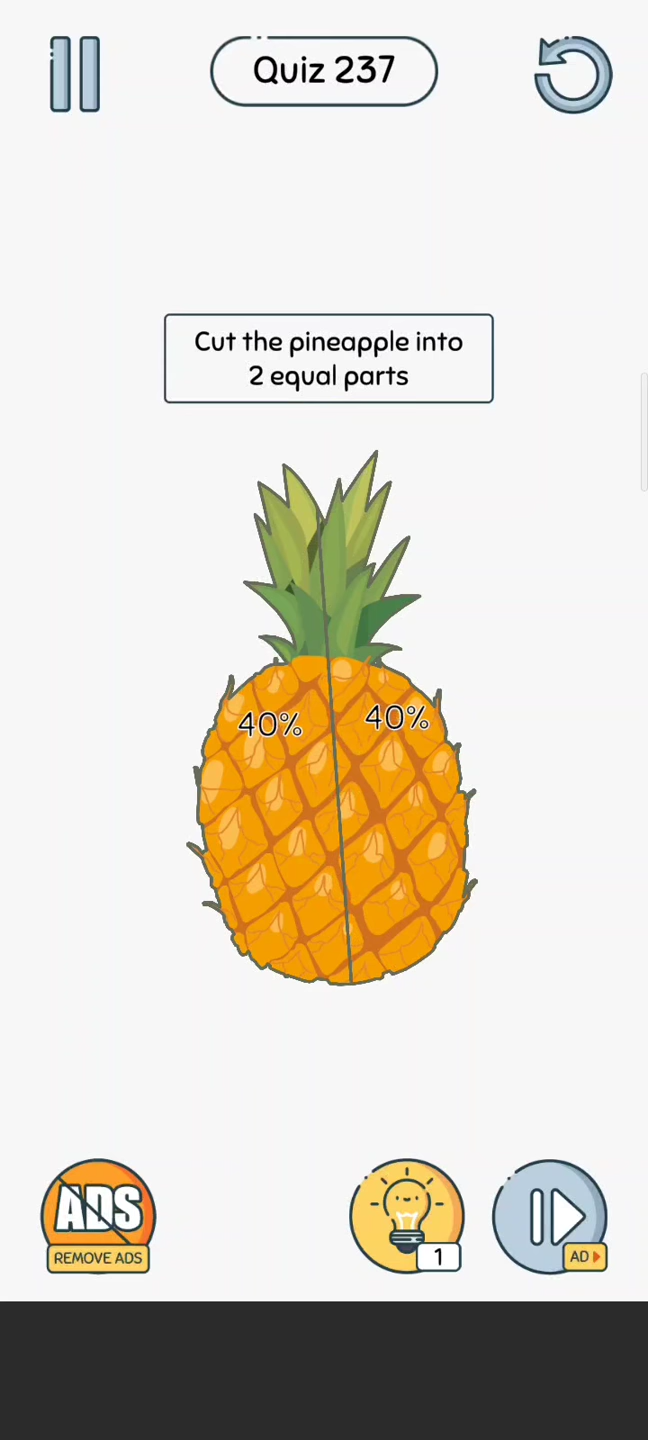 Quiz 237
Cut the pineapple into
2 equal parts
40%
40%
ADS
REMOVE ADS
1
AD